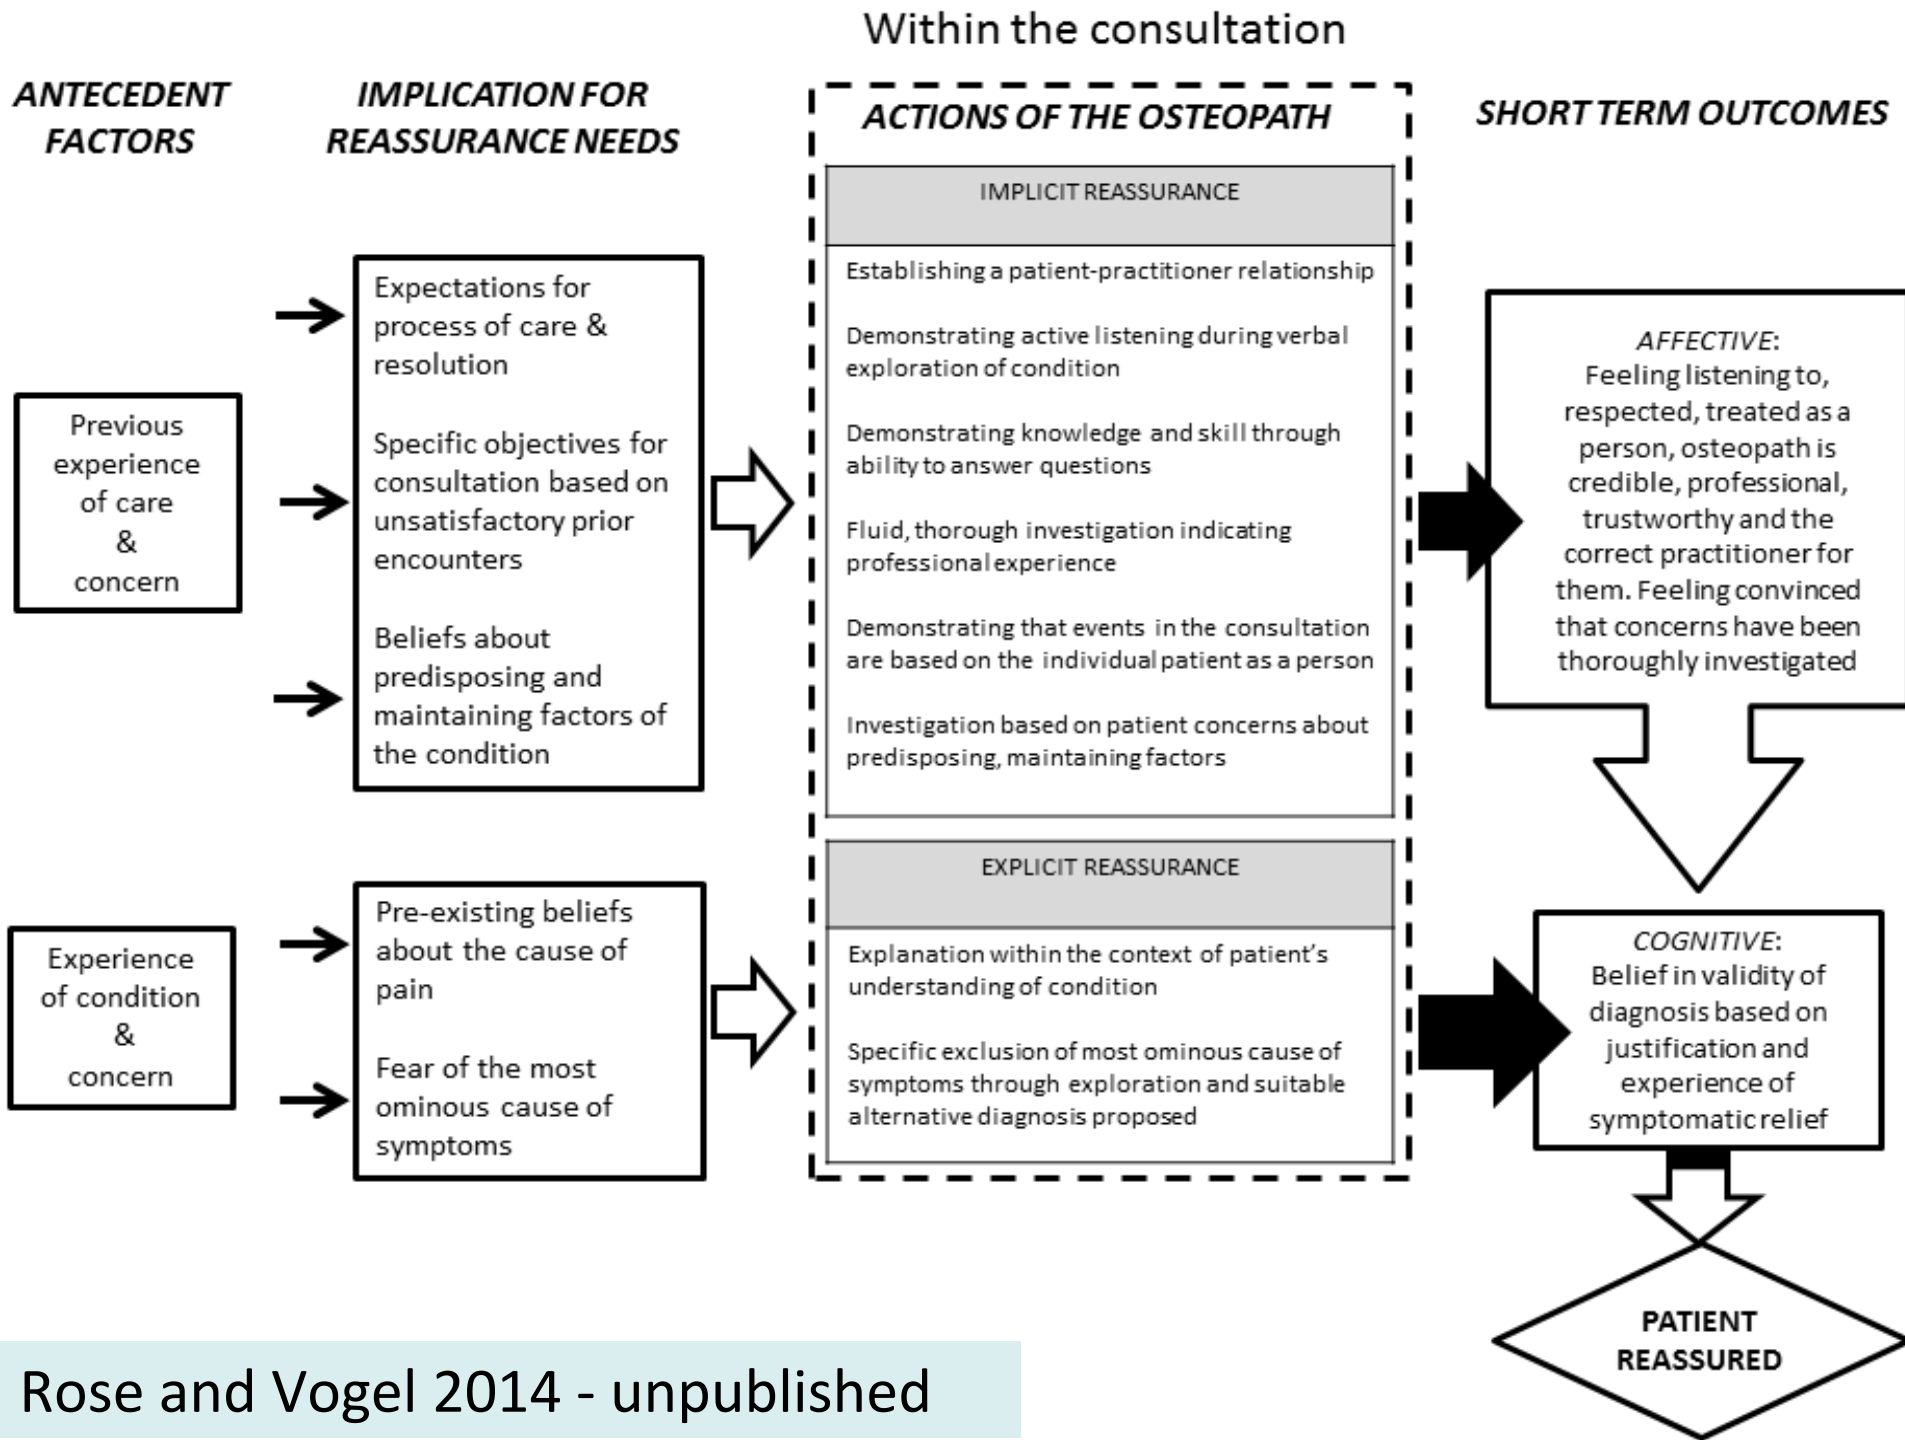 Within the consultation
ANTECEDENT
FACTORS
IMPLICATION FOR
REASSURANCE NEEDS
ACTIONS OF THE OSTEOPATH
SHORT TERM OUTCOMES
Previous
experience
of care
&
concern
Expectations for
process of care &
resolution
Specific objectives for
consultation based on
unsatisfactory prior
encounters
Beliefs about
predisposing and
maintaining factors of
the condition
IMPLICIT REASSURANCE
Establishing a patient-practitioner relationship
Demonstrating active listening during verbal
exploration of condition
Demonstrating knowledge and skill through
ability to answer questions
Fluid, thorough investigation indicating
professional experience
Demonstrating that events in the consultation
are based on the individual patient as a person
Investigation based on patient concerns about
predisposing, maintaining factors
AFFECTIVE:
Feeling listening to,
respected, treated as a
person, osteopath is
credible, professional,
trustworthy and the
correct practitioner for
them. Feeling convinced
that concerns have been
thoroughly investigated
Experience
of condition
&
concern
Pre-existing beliefs
about the cause of
pain
Fear of the most
ominous cause of
symptoms
EXPLICIT REASSURANCE
Explanation within the context of patient's
understanding of condition
Specific exclusion of most ominous cause of
symptoms through exploration and suitable
alternative diagnosis proposed
COGNITIVE:
Belief in validity of
diagnosis based on
justification and
experience of
symptomatic relief
PATIENT
REASSURED
Rose and Vogel 2014 - unpublished